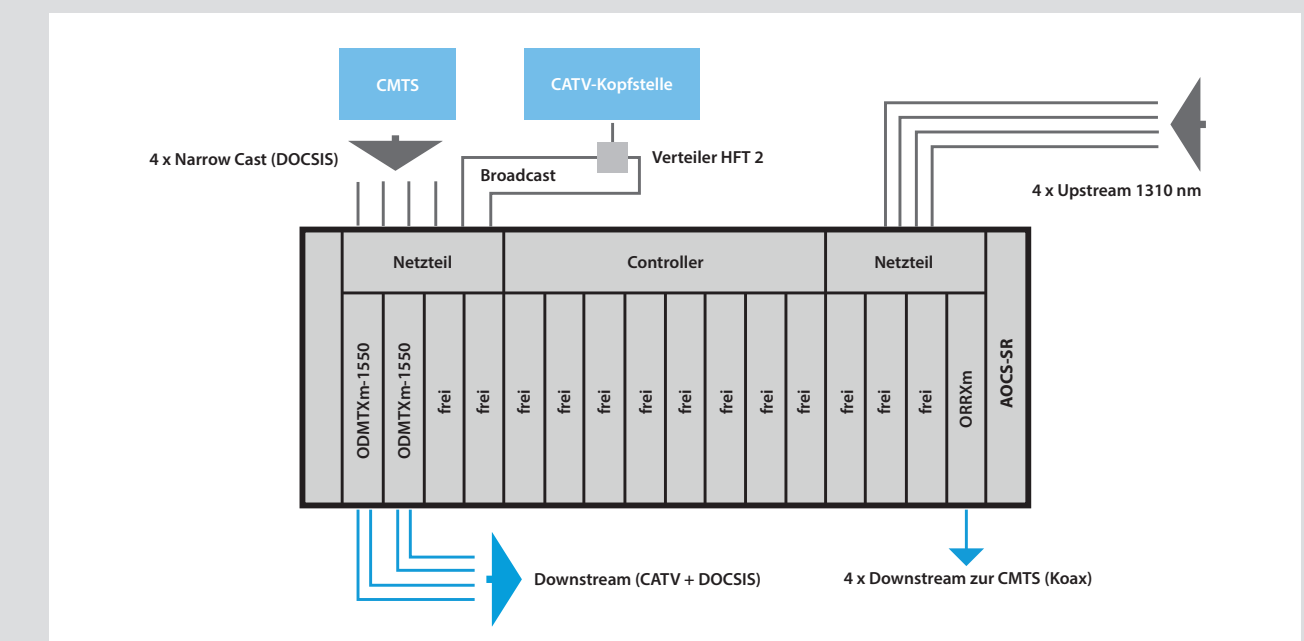 CMTS
CATV-Kopfstelle
4 x Narrow Cast (DOCSIS)
Verteiler HFT 2
Broadcast
4 x Upstream 1310 nm
Netzteil
Controller
Netzteil
ODMTXm-1550
ODMTXm-1550
frei
frei
frei
frei
frei
frei
frei
frei
frei
frei
frei
frei
frei
ORRXm
AOCS-SR
Downstream (CATV + DOCSIS)
4 x Downstream zur CMTS (Koax)